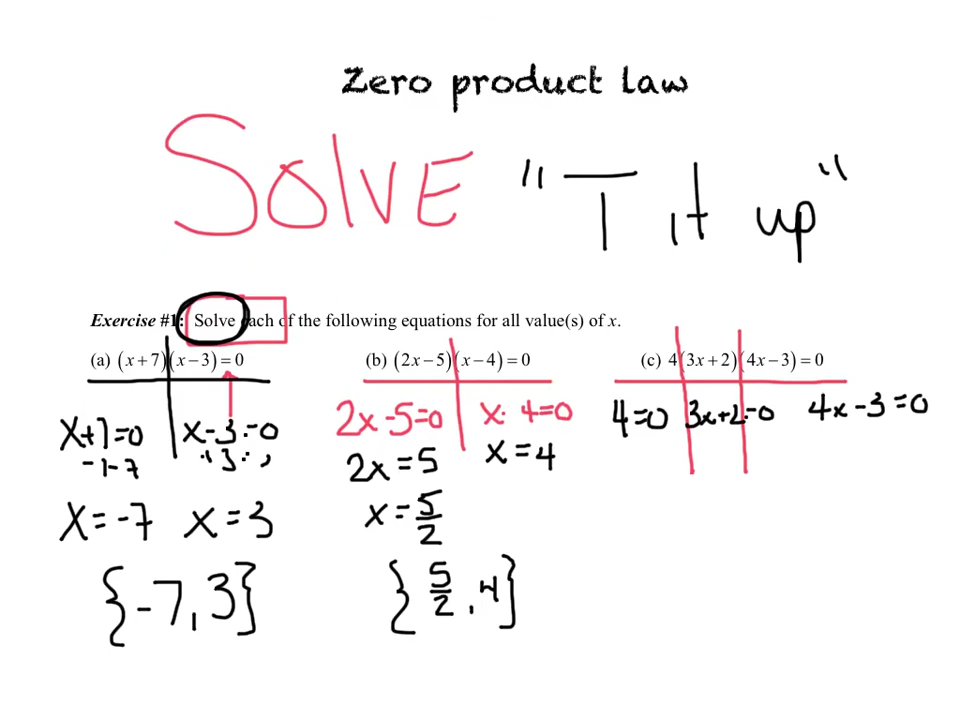 Zero product law
SOLVE "T it up"
Exercise #1: Solve each of the following equations for all value(s) of x.
(a) (x+7)(x−3)=0 (b) (2x−5)(x−4)=0 (c) 4(3x+2)(4x−3)=0
x+7=0 x-3=0 2x-5=0 x-4=0 4=0 3x+2=0 4x-3=0
-7-7 +3 2x=5 x=4
x=-7 x=3 x=5/2
{-7,3} {5/2,4}